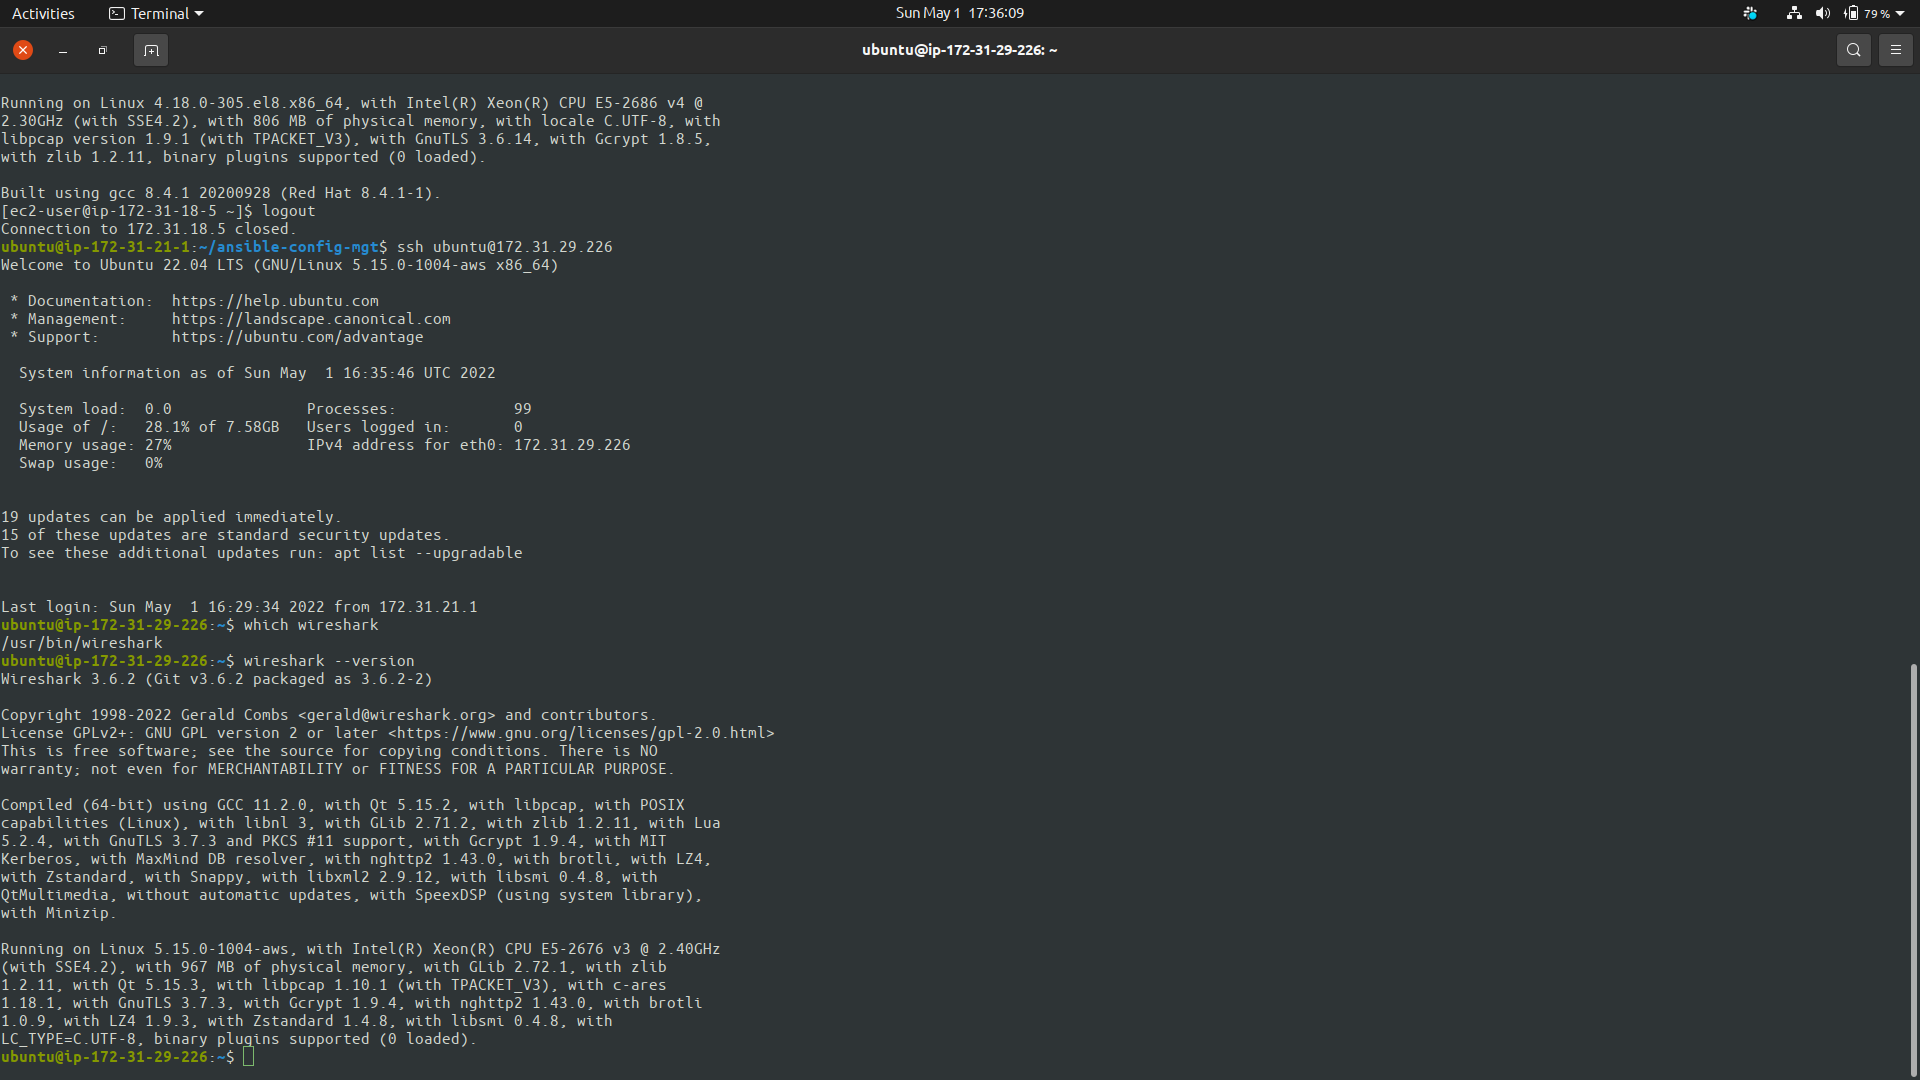 Activities Terminal Sun May 1 17:36:09 79 %
ubuntu@ip-172-31-29-226: ~
Running on Linux 4.18.0-305.el8.x86_64, with Intel(R) Xeon(R) CPU E5-2686 v4 @
2.30GHz (with SSE4.2), with 806 MB of physical memory, with locale C.UTF-8, with
libpcap version 1.9.1 (with TPACKET_V3), with GnuTLS 3.6.14, with Gcrypt 1.8.5,
with zlib 1.2.11, binary plugins supported (0 loaded).

Built using gcc 8.4.1 20200928 (Red Hat 8.4.1-1).
[ec2-user@ip-172-31-18-5 ~]$ logout
Connection to 172.31.18.5 closed.
ubuntu@ip-172-31-21-1:~/ansible-config-mgt$ ssh ubuntu@172.31.29.226
Welcome to Ubuntu 22.04 LTS (GNU/Linux 5.15.0-1004-aws x86_64)

 * Documentation:  https://help.ubuntu.com
 * Management:     https://landscape.canonical.com
 * Support:        https://ubuntu.com/advantage

  System information as of Sun May  1 16:35:46 UTC 2022

  System load:  0.0               Processes:             99
  Usage of /:   28.1% of 7.58GB   Users logged in:       0
  Memory usage: 27%               IPv4 address for eth0: 172.31.29.226
  Swap usage:   0%

19 updates can be applied immediately.
15 of these updates are standard security updates.
To see these additional updates run: apt list --upgradable

Last login: Sun May  1 16:29:34 2022 from 172.31.21.1
ubuntu@ip-172-31-29-226:~$ which wireshark
/usr/bin/wireshark
ubuntu@ip-172-31-29-226:~$ wireshark --version
Wireshark 3.6.2 (Git v3.6.2 packaged as 3.6.2-2)

Copyright 1998-2022 Gerald Combs <gerald@wireshark.org> and contributors.
License GPLv2+: GNU GPL version 2 or later <https://www.gnu.org/licenses/gpl-2.0.html>
This is free software; see the source for copying conditions. There is NO
warranty; not even for MERCHANTABILITY or FITNESS FOR A PARTICULAR PURPOSE.

Compiled (64-bit) using GCC 11.2.0, with Qt 5.15.2, with libpcap, with POSIX
capabilities (Linux), with libnl 3, with GLib 2.71.2, with zlib 1.2.11, with Lua
5.2.4, with GnuTLS 3.7.3 and PKCS #11 support, with Gcrypt 1.9.4, with MIT
Kerberos, with MaxMind DB resolver, with nghttp2 1.43.0, with brotli, with LZ4,
with Zstandard, with Snappy, with libxml2 2.9.12, with libsmi 0.4.8, with
QtMultimedia, without automatic updates, with SpeexDSP (using system library),
with Minizip.

Running on Linux 5.15.0-1004-aws, with Intel(R) Xeon(R) CPU E5-2676 v3 @ 2.40GHz
(with SSE4.2), with 967 MB of physical memory, with GLib 2.72.1, with zlib
1.2.11, with Qt 5.15.3, with libpcap 1.10.1 (with TPACKET_V3), with c-ares
1.18.1, with GnuTLS 3.7.3, with Gcrypt 1.9.4, with nghttp2 1.43.0, with brotli
1.0.9, with LZ4 1.9.3, with Zstandard 1.4.8, with libsmi 0.4.8, with
LC_TYPE=C.UTF-8, binary plugins supported (0 loaded).
ubuntu@ip-172-31-29-226:~$